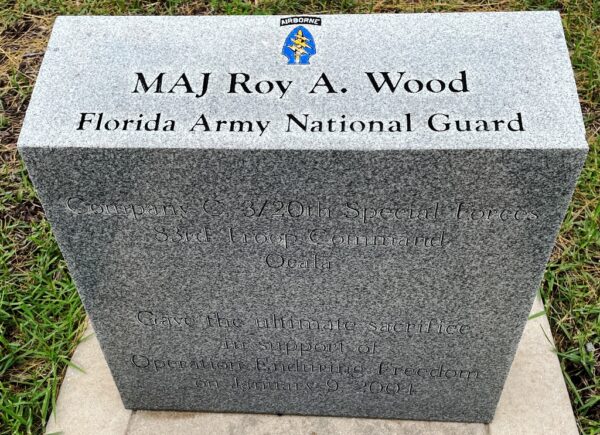 AIRBORNE
MAJ Roy A. Wood
Florida Army National Guard
Company C, 3/20th Special Forces
53rd Troop Command
Ocala
Gave the ultimate sacrifice
in support of
Operation Enduring Freedom
on January 9, 2004